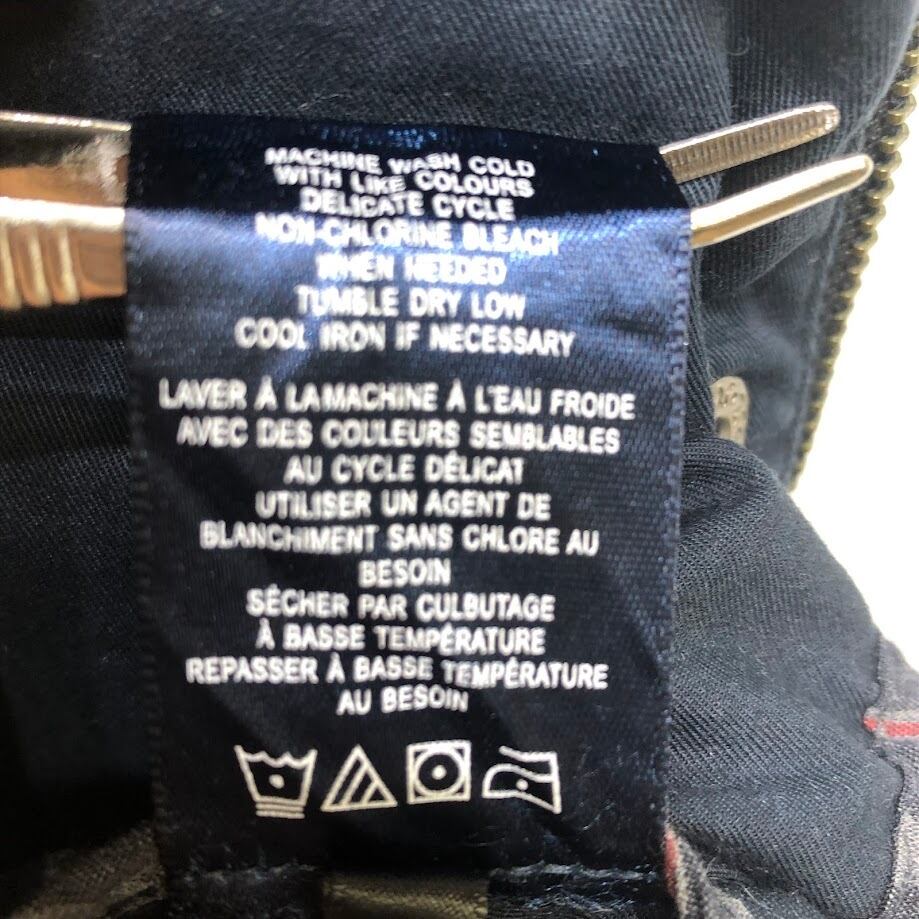 MACHINE WASH COLD
WITH LIKE COLOURS
DELICATE CYCLE
NON-CHLORINE BLEACH
WHEN NEEDED
TUMBLE DRY LOW
COOL IRON IF NECESSARY
LAVER À LA MACHINE À L'EAU FROIDE
AVEC DES COULEURS SEMBLABLES
AU CYCLE DÉLICAT
UTILISER UN AGENT DE
BLANCHIMENT SANS CHLORE AU
BESOIN
SÉCHER PAR CULBUTAGE
À BASSE TEMPÉRATURE
REPASSER À BASSE TEMPÉRATURE
AU BESOIN